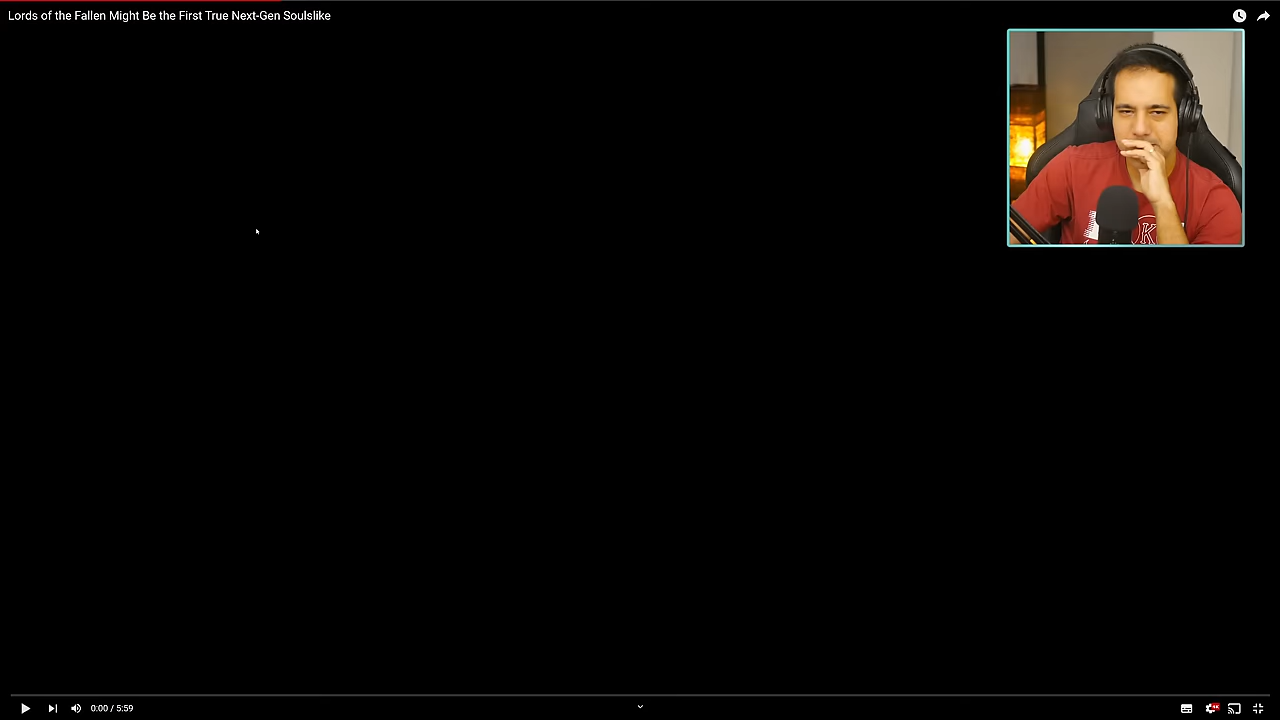 Lords of the Fallen Might Be the First True Next-Gen Soulslike
K
0:00 / 5:59